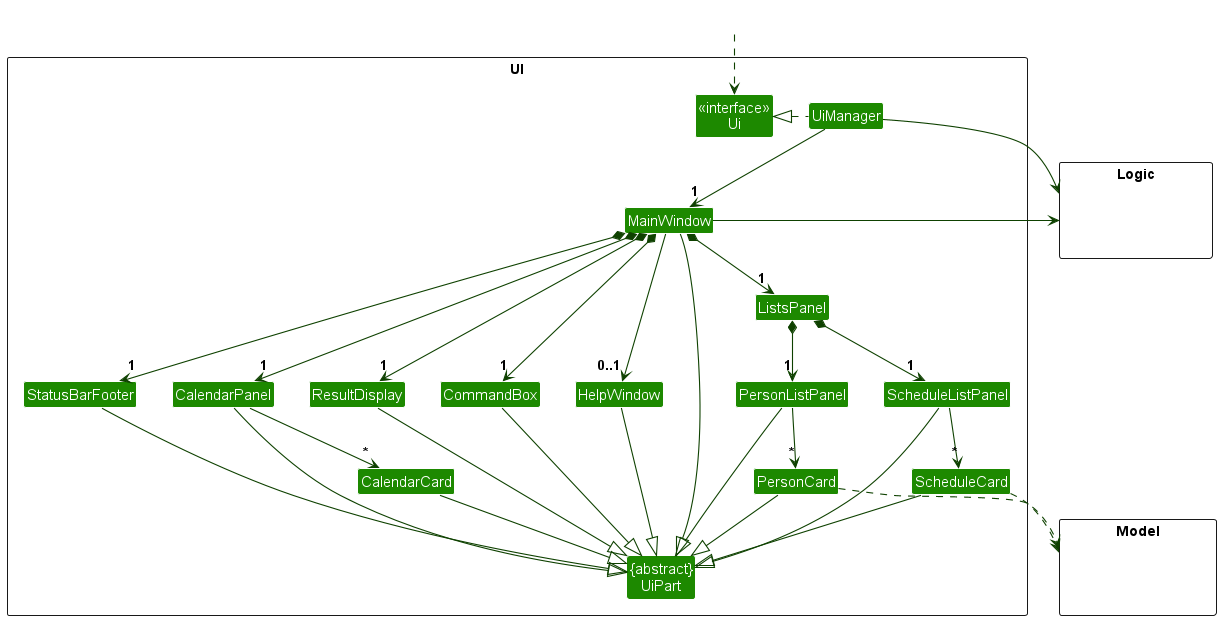 UI
«interface»
Ui
UiManager
Logic
1
MainWindow
1
ListsPanel
1
1
1
1
0..1
1
1
StatusBarFooter
CalendarPanel
ResultDisplay
CommandBox
HelpWindow
PersonListPanel
ScheduleListPanel
*
*
*
CalendarCard
PersonCard
ScheduleCard
Model
{abstract}
UiPart